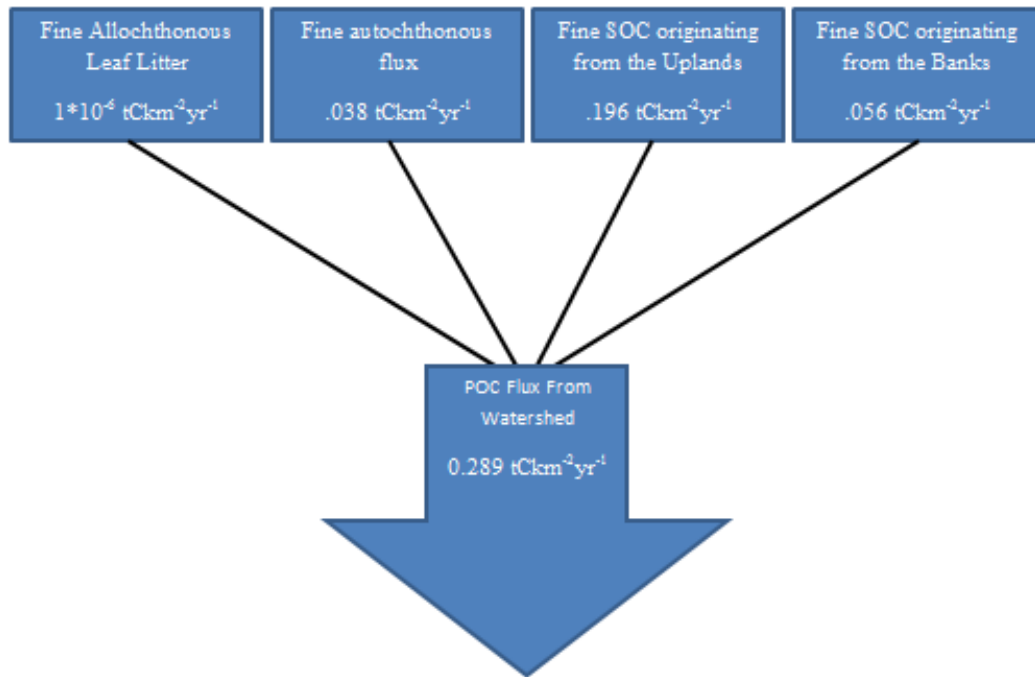 Fine Allochthonous
Leaf Litter
1*10⁻⁶ tCkm⁻²yr⁻¹
Fine autochthonous
flux
.038 tCkm⁻²yr⁻¹
Fine SOC originating
from the Uplands
.196 tCkm⁻²yr⁻¹
Fine SOC originating
from the Banks
.056 tCkm⁻²yr⁻¹
POC Flux From
Watershed
0.289 tCkm⁻²yr⁻¹